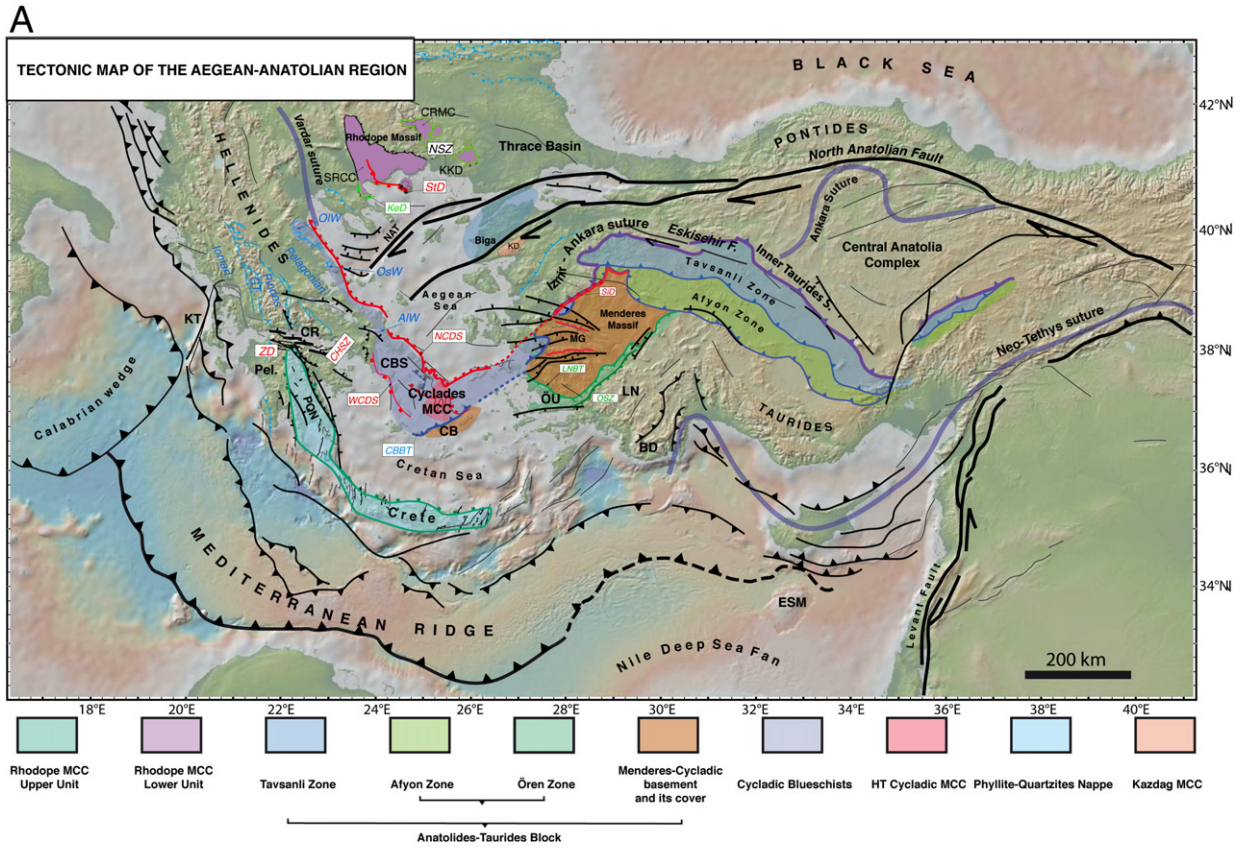 A
TECTONIC MAP OF THE AEGEAN-ANATOLIAN REGION
BLACK SEA
42°N
40°N
38°N
36°N
34°N
CRMC
Rhodope Massif
NSZ
Thrace Basin
KKD
SRCC
StD
KeD
Vardar suture
HELLENIDES
PONTIDES
North Anatolian Fault
Ankara Suture
Central Anatolia
Complex
OlW
NAT
Biga
KD
Izmir - Ankara suture
Eskisehir F.
Inner Taurides S.
Tavsanli Zone
Afyon Zone
Pelagonian
Pindos
GT
Ionian
OsW
Aegean
Sea
AlW
SiD
Menderes
Massif
MG
Neo-Tethys suture
KT
CR
CHSZ
NCDS
ZD
Pel.
CBS
LNBT
Calabrian wedge
PQN
WCDS
Cyclades
MCC
ÖU
OSZ
LN
CB
TAURIDES
CBBT
BD
Cretan Sea
Crete
MEDITERRANEAN RIDGE
ESM
Levant Fault
Nile Deep Sea Fan
200 km
18°E
20°E
22°E
24°E
26°E
28°E
30°E
32°E
34°E
36°E
38°E
40°E
Rhodope MCC
Upper Unit
Rhodope MCC
Lower Unit
Tavsanli Zone
Afyon Zone
Ören Zone
Menderes-Cycladic
basement
and its cover
Cycladic Blueschists
HT Cycladic MCC
Phyllite-Quartzites Nappe
Kazdag MCC
Anatolides-Taurides Block